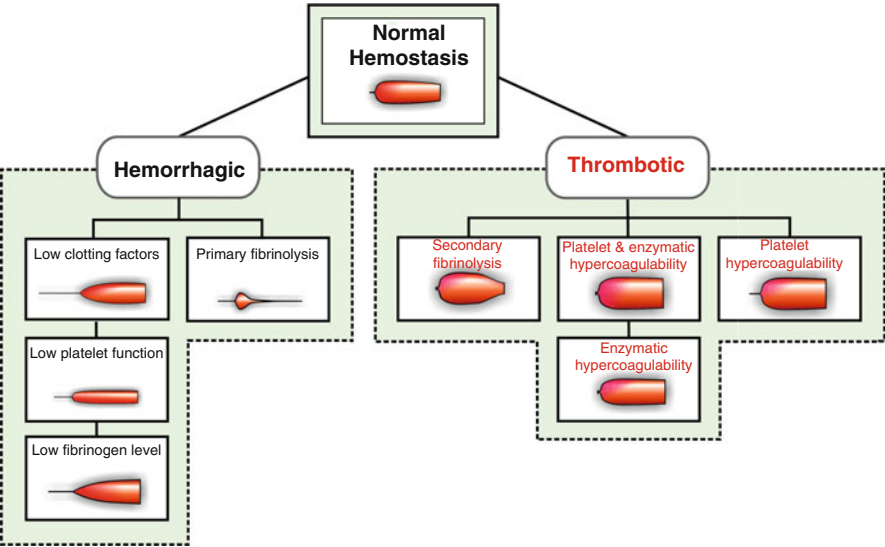 Normal
Hemostasis
Hemorrhagic
Thrombotic
Low clotting factors
Primary fibrinolysis
Low platelet function
Low fibrinogen level
Secondary
fibrinolysis
Platelet & enzymatic
hypercoagulability
Platelet
hypercoagulability
Enzymatic
hypercoagulability